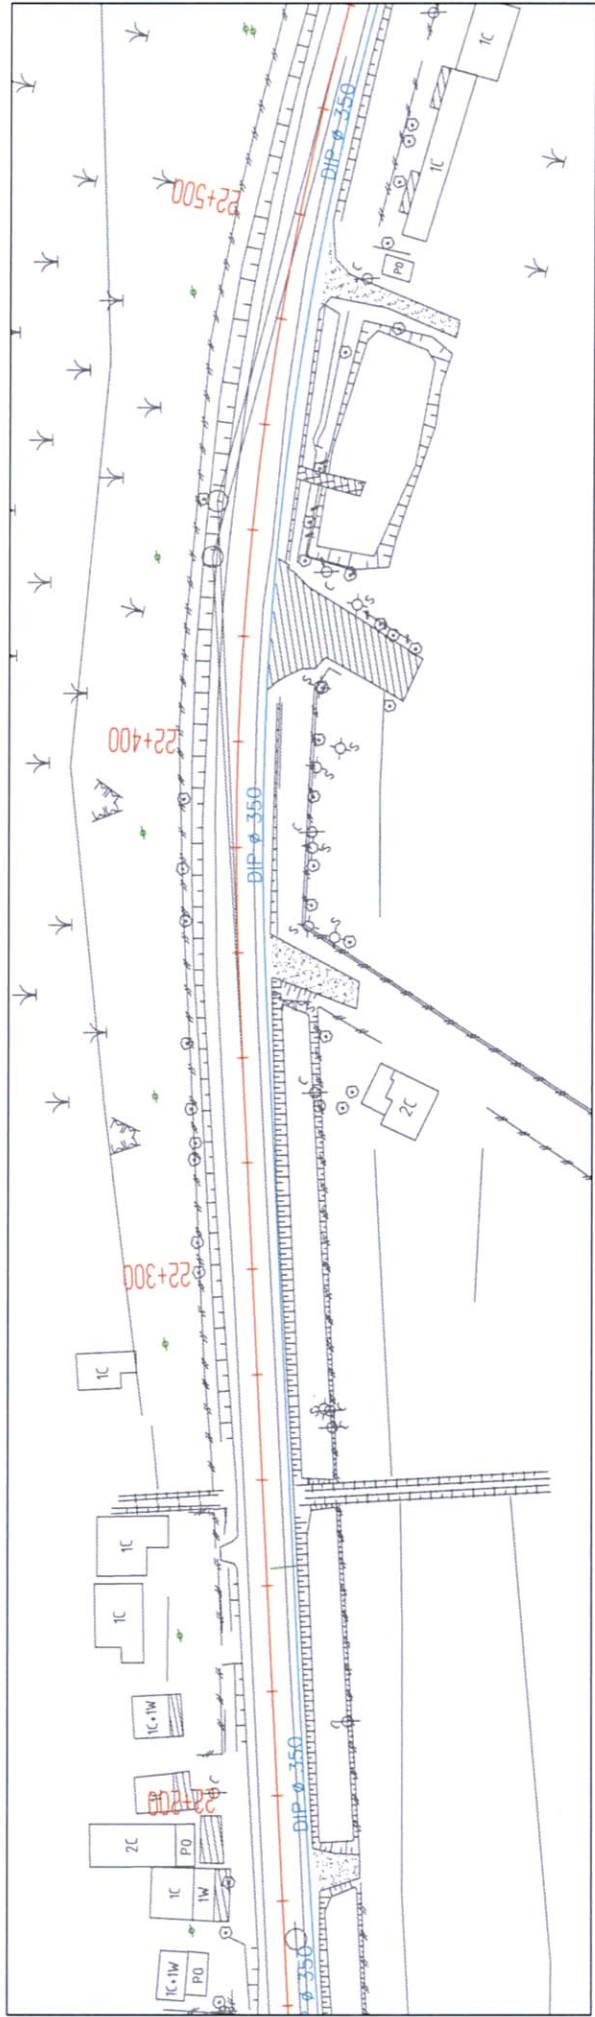 1C
1C
DIP ø 350
22+500
C
PO
C
S
S
22+400
S
S
DIP ø 350
C
S
S
S
C
2C
22+300
1C
1C
1C
1C+1W
22+200
C
DIP ø 350
2C
PO
1C
1W
1C+1W
PO
ø 350